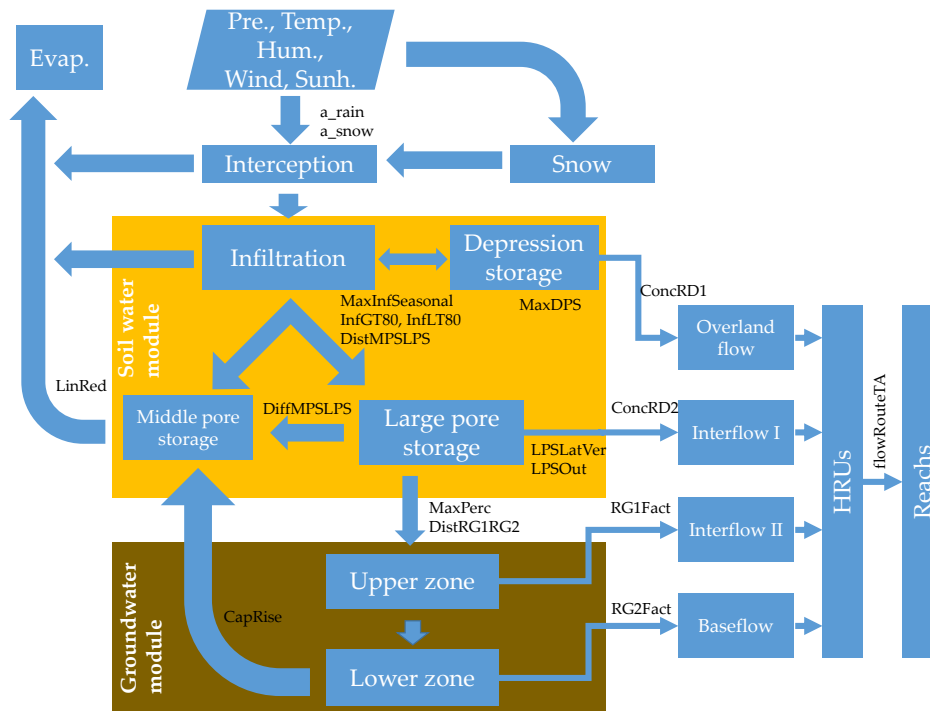 Pre., Temp.,
Hum.,
Wind, Sunh.
Evap.
a_rain
a_snow
Interception
Snow
Infiltration
Depression
storage
MaxInfSeasonal
InfGT80, InfLT80
DistMPSLPS
MaxDPS
ConcRD1
Overland
flow
Soil water
module
LinRed
Middle pore
storage
DiffMPSLPS
Large pore
storage
ConcRD2
LPSLatVer
LPSOut
Interflow I
HRUs
flowRouteTA
Reachs
MaxPerc
DistRG1RG2
RG1Fact
Interflow II
Groundwater
module
Upper zone
CapRise
RG2Fact
Baseflow
Lower zone